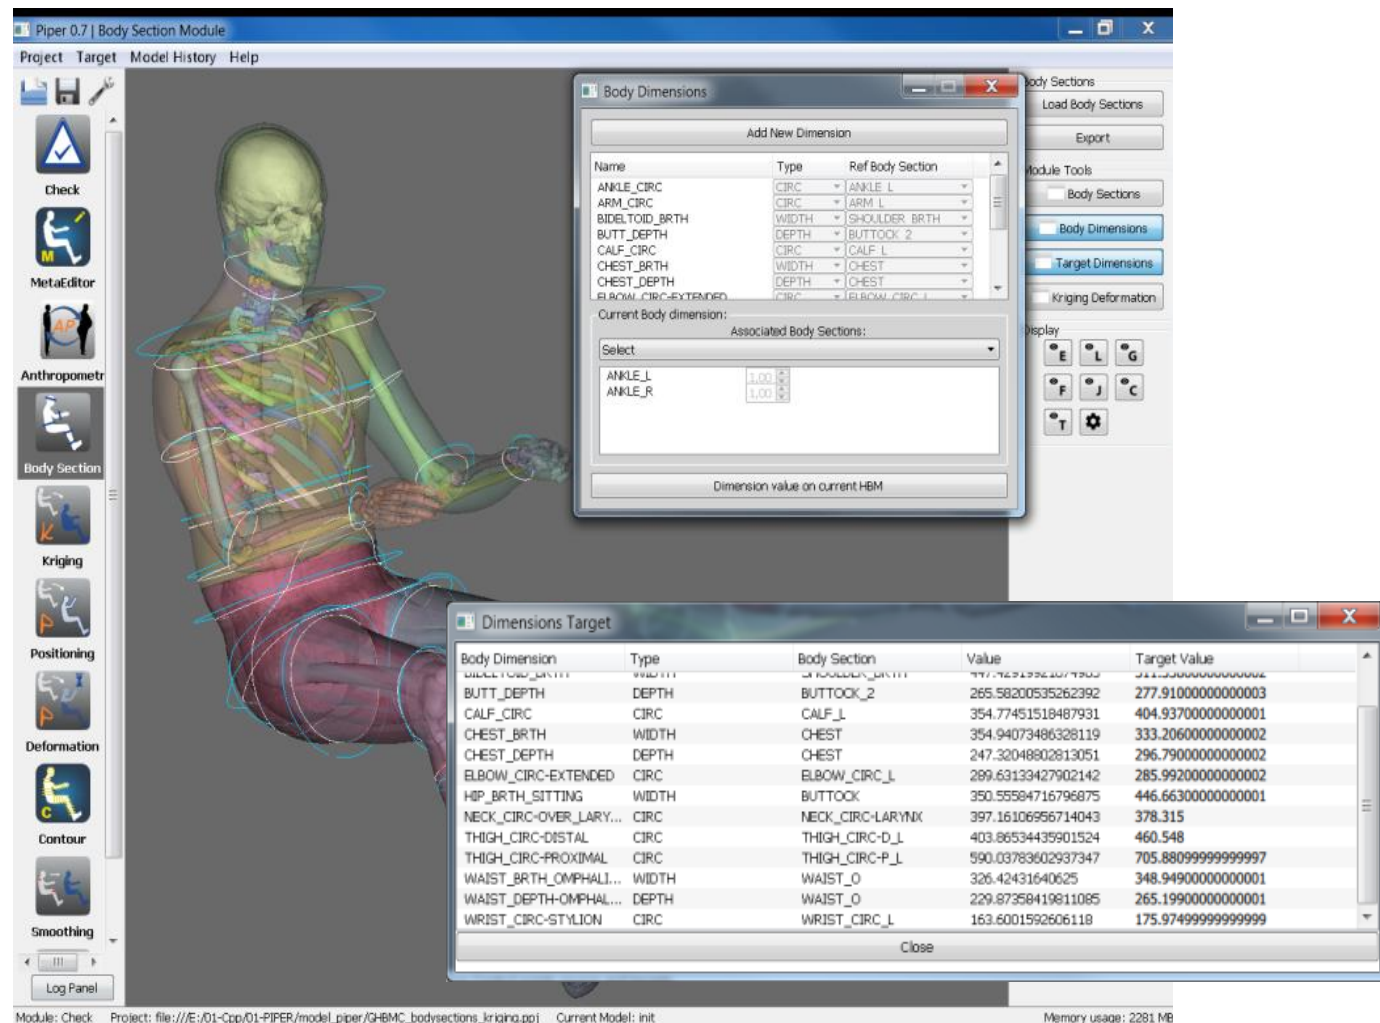 Piper 0.7 | Body Section Module
Project Target Model History Help
Check
MetaEditor
AP
Anthropometr
Body Section
Kriging
Positioning
Deformation
Contour
Smoothing
Log Panel
Body Dimensions
Add New Dimension
Name Type Ref Body Section
ANKLE_CIRC CIRC ANKLE_L
ARM_CIRC CIRC ARM_L
BIDELTOID_BRTH WIDTH SHOULDER_BRTH
BUTT_DEPTH DEPTH BUTTOCK_2
CALF_CIRC CIRC CALF_L
CHEST_BRTH WIDTH CHEST
CHEST_DEPTH DEPTH CHEST
ELBOW_CIRC-EXTENDED CIRC ELBOW_CIRC_L
Current Body dimension:
Associated Body Sections:
Select
ANKLE_L 1,00
ANKLE_R 1,00
Dimension value on current HBM
Body Sections
Load Body Sections
Export
Module Tools
Body Sections
Body Dimensions
Target Dimensions
Kriging Deformation
Display
E L G
F J C
T
Dimensions Target
Body Dimension Type Body Section Value Target Value
BUTT_DEPTH DEPTH BUTTOCK_2 265.58200535262392 277.91000000000003
CALF_CIRC CIRC CALF_L 354.77451518487931 404.93700000000001
CHEST_BRTH WIDTH CHEST 354.94073486328119 333.20600000000002
CHEST_DEPTH DEPTH CHEST 247.32048802813051 296.79000000000002
ELBOW_CIRC-EXTENDED CIRC ELBOW_CIRC_L 289.63133427902142 285.99200000000002
HIP_BRTH_SITTING WIDTH BUTTOCK 350.55584716796875 446.66300000000001
NECK_CIRC-OVER_LARY... CIRC NECK_CIRC-LARYNX 397.16106956714043 378.315
THIGH_CIRC-DISTAL CIRC THIGH_CIRC-D_L 403.86534435901524 460.548
THIGH_CIRC-PROXIMAL CIRC THIGH_CIRC-P_L 590.03783602937347 705.88099999999997
WAIST_BRTH_OMPHALI... WIDTH WAIST_O 326.42431640625 348.94900000000001
WAIST_DEPTH-OMPHAL... DEPTH WAIST_O 229.87358419811085 265.19900000000001
WRIST_CIRC-STYLION CIRC WRIST_CIRC_L 163.6001592606118 175.97499999999999
Close
Module: Check Project: file:///E:/01-Cpp/01-PIPER/model_piper/GHBMC_bodysections_kriging.ppj Current Model: init Memory usage: 2281 MB